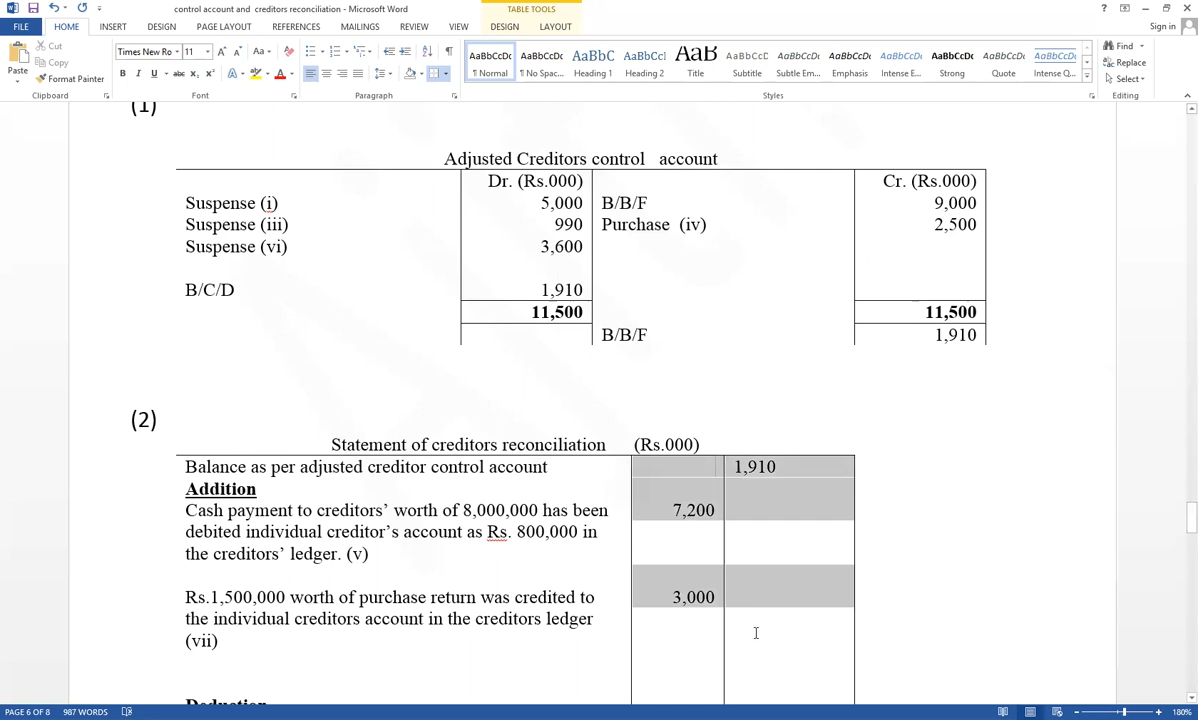 control account and creditors reconciliation - Microsoft Word
TABLE TOOLS
?
FILE HOME INSERT DESIGN PAGE LAYOUT REFERENCES MAILINGS REVIEW VIEW DESIGN LAYOUT Sign in
Paste
Cut
Copy
Format Painter
Clipboard
Times New Ro 11
Font
Paragraph
AaBbCcDc AaBbCcDc AaBbC AaBbCcI AaB AaBbCcD AaBbCcDc AaBbCcDc AaBbCcDc AaBbCcDc AaBbCcDc AaBbCcDc
¶ Normal ¶ No Spac... Heading 1 Heading 2 Title Subtitle Subtle Em... Emphasis Intense E... Strong Quote Intense Q...
Styles
Find
Replace
Select
Editing
(1)
Adjusted Creditors control account
Dr. (Rs.000) Cr. (Rs.000)
Suspense (i) 5,000 B/B/F 9,000
Suspense (iii) 990 Purchase (iv) 2,500
Suspense (vi) 3,600
B/C/D 1,910
11,500 11,500
B/B/F 1,910
(2)
Statement of creditors reconciliation (Rs.000)
Balance as per adjusted creditor control account 1,910
Addition
Cash payment to creditors’ worth of 8,000,000 has been 7,200
debited individual creditor’s account as Rs. 800,000 in
the creditors’ ledger. (v)
Rs.1,500,000 worth of purchase return was credited to 3,000
the individual creditors account in the creditors ledger
(vii)
Deduction
PAGE 6 OF 8 987 WORDS 180%